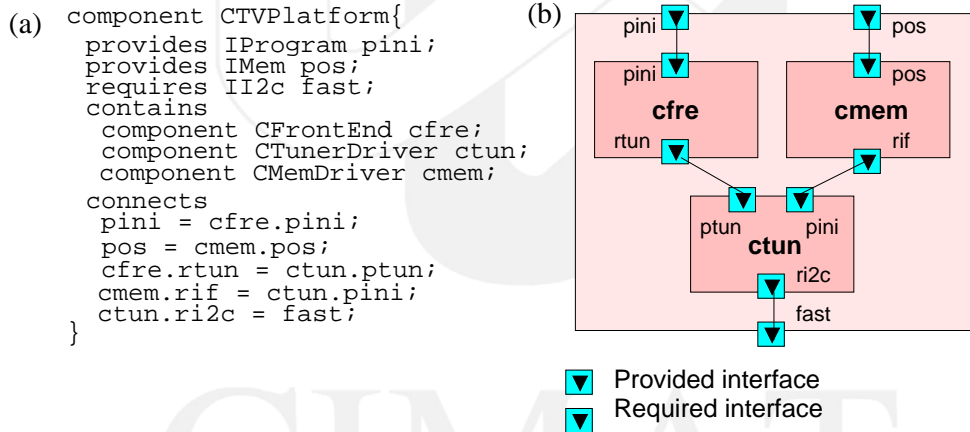 (a)
component CTVPlatform{
provides IProgram pini;
provides IMem pos;
requires II2c fast;
contains
component CFrontEnd cfre;
component CTunerDriver ctun;
component CMemDriver cmem;
connects
pini = cfre.pini;
pos = cmem.pos;
cfre.rtun = ctun.ptun;
cmem.rif = ctun.pini;
ctun.ri2c = fast;
}
(b)
pini
pos
pini
pos
cfre
cmem
rtun
rif
ptun
pini
ctun
ri2c
fast
Provided interface
Required interface
CIMAT